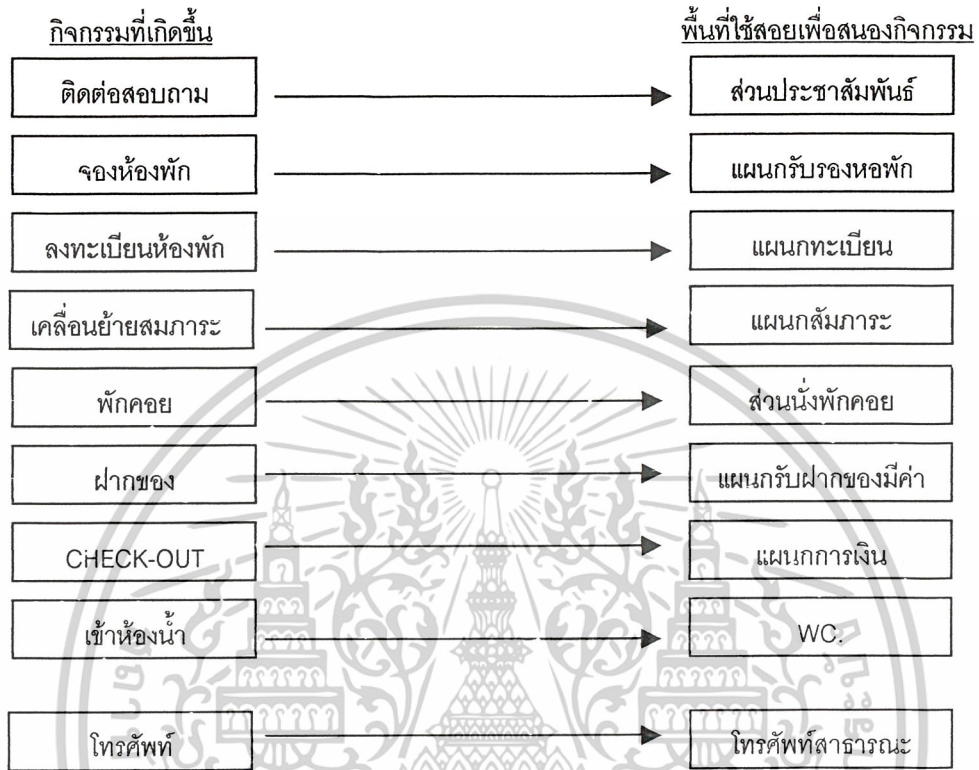 กิจกรรมที่เกิดขึ้น พื้นที่ใช้สอยเพื่อสนองกิจกรรม
ติดต่อสอบถาม ส่วนประชาสัมพันธ์
จองห้องพัก แผนกรับรองหอพัก
ลงทะเบียนห้องพัก แผนกทะเบียน
เคลื่อนย้ายสมภาระ แผนกสัมภาระ
พักคอย ส่วนนั่งพักคอย
ฝากของ แผนกรับฝากของมีค่า
CHECK-OUT แผนกการเงิน
เข้าห้องน้ำ WC.
โทรศัพท์ โทรศัพท์สาธารณะ